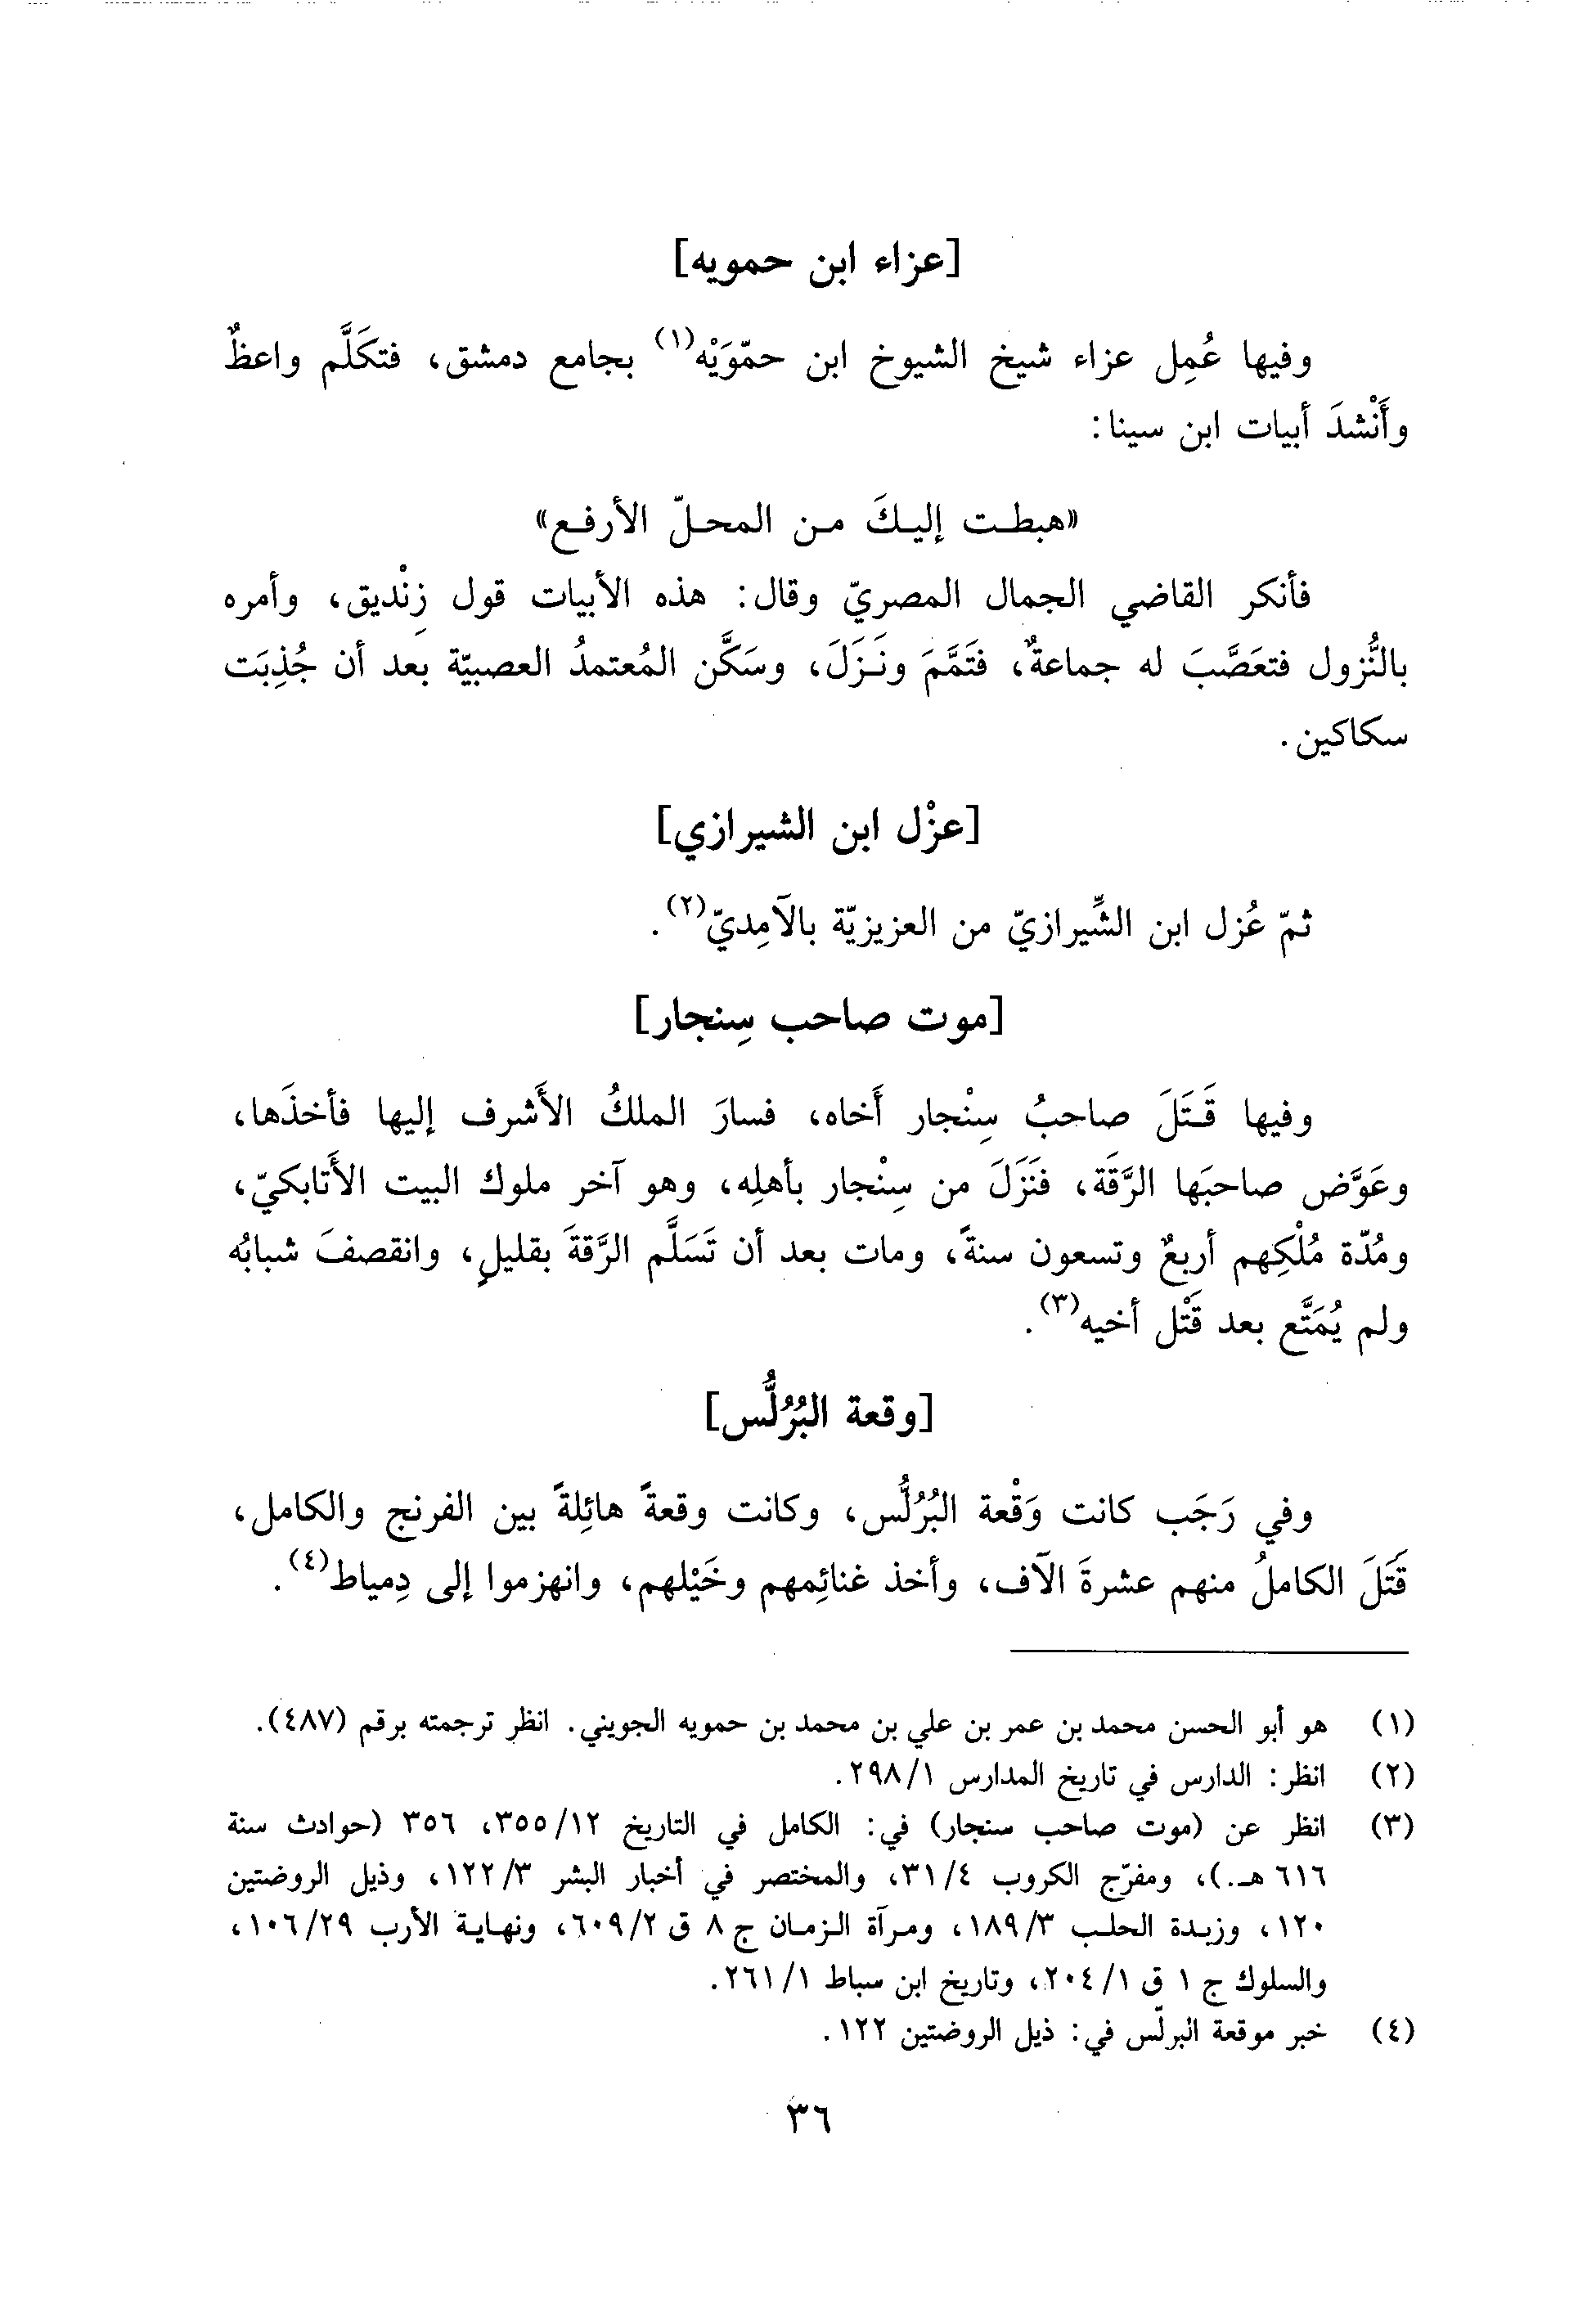 [عزاء ابن حمويه]
وفيها عُمِل عزاء شيخ الشيوخ ابن حمّوَيْه(١) بجامع دمشق، فتكَلَّم واعظٌ
وأَنْشدَ أبيات ابن سينا:
«هبطـت إليـكَ مـن المحـلّ الأرفـع»
فأنكر القاضي الجمال المصريّ وقال: هذه الأبيات قول زِنْديق، وأمره
بالنُّزول فتعَصَّبَ له جماعةٌ، فتَمَّمَ ونَـزَلَ، وسَكَّن المُعتمدُ العصبيّة بعد أن جُذِبَت
سكاكين.
[عزْل ابن الشيرازي]
ثمّ عُزل ابن الشِّيرازيّ من العزيزيّة بالآمِديّ(٢).
[موت صاحب سِنجار]
وفيها قَـتَلَ صاحبُ سِنْجار أَخاه، فسارَ الملكُ الأَشرف إليها فأخذَها،
وعَوَّض صاحبَها الرَّقَة، فنَزَلَ من سِنْجار بأهلِه، وهو آخر ملوك البيت الأَتابكيّ،
ومُدّة مُلْكِهم أربعٌ وتسعون سنةً، ومات بعد أن تَسَلَّم الرَّقةَ بقليلٍ، وانقصفَ شبابُه
ولم يُمَتَّع بعد قَتْل أخيه(٣).
[وقعة البُرُلُّس]
وفي رَجَب كانت وَقْعة البُرُلُّس، وكانت وقعةً هائِلةً بين الفرنج والكامل،
قَتَلَ الكاملُ منهم عشرةَ الآف، وأخذ غنائِمهم وخَيْلهم، وانهزموا إلى دِمياط(٤).
(١) هو أبو الحسن محمد بن عمر بن علي بن محمد بن حمويه الجويني. انظر ترجمته برقم (٤٨٧).
(٢) انظر: الدارس في تاريخ المدارس ٢٩٨/١.
(٣) انظر عن (موت صاحب سنجار) في: الكامل في التاريخ ٣٥٥/١٢، ٣٥٦ (حوادث سنة
٦١٦ هـ.)، ومفرّج الكروب ٣١/٤، والمختصر في أخبار البشر ١٢٢/٣، وذيل الروضتين
١٢٠، وزبـدة الحلـب ١٨٩/٣، ومـرآة الـزمـان ج ٨ ق ٦٠٩/٢، ونهـايـة الأرب ١٠٦/٢٩،
والسلوك ج ١ ق ٢٠٤/١، وتاريخ ابن سباط ٢٦١/١.
(٤) خبر موقعة البرلّس في: ذيل الروضتين ١٢٢.
٣٦